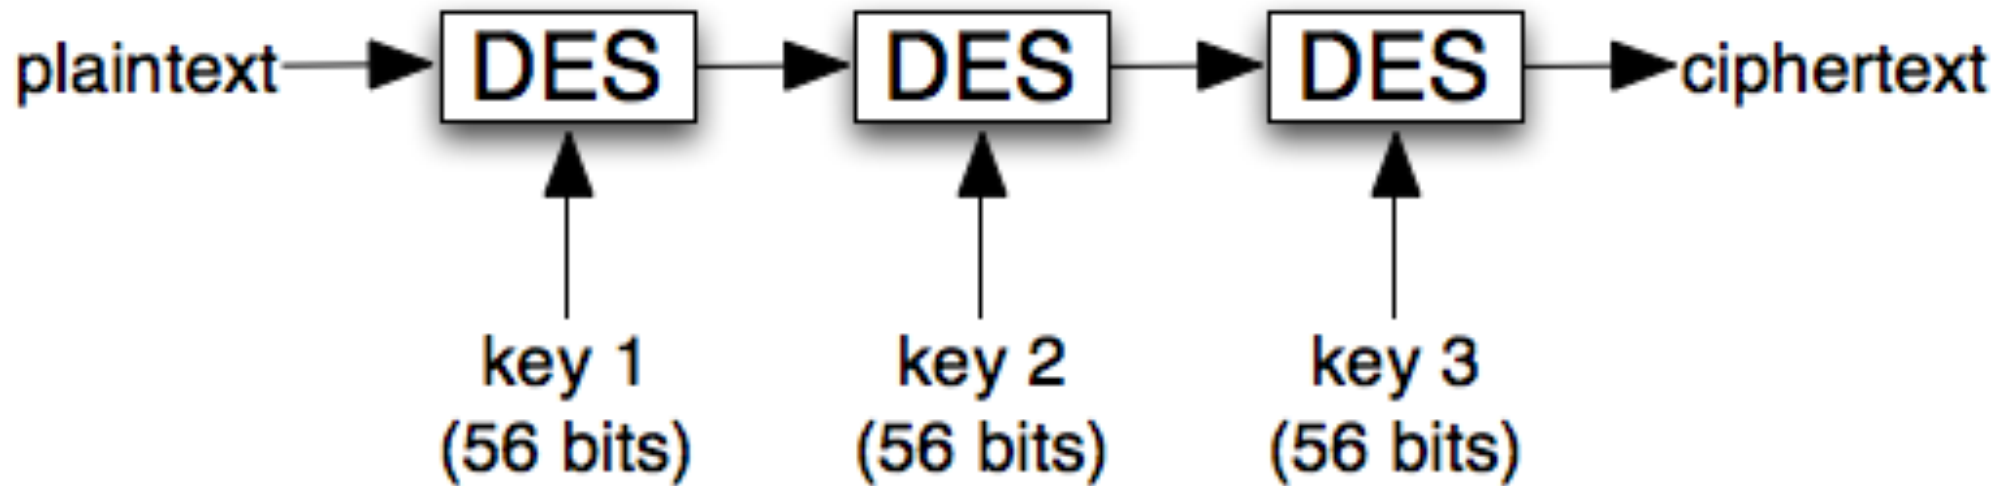 plaintext DES DES DES ciphertext
key 1 key 2 key 3
(56 bits) (56 bits) (56 bits)